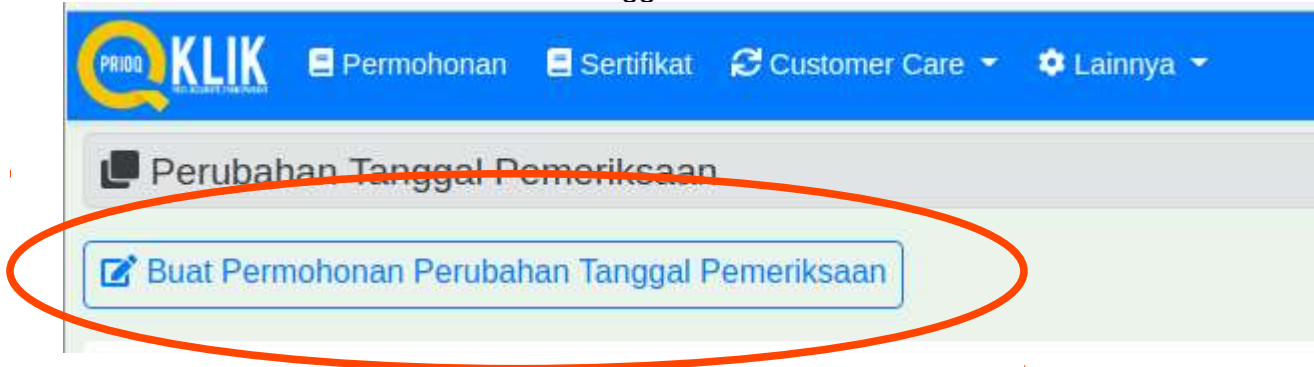 PRIOQ KLIK Permohonan Sertifikat Customer Care Lainnya
Perubahan Tanggal Pemeriksaan
Buat Permohonan Perubahan Tanggal Pemeriksaan